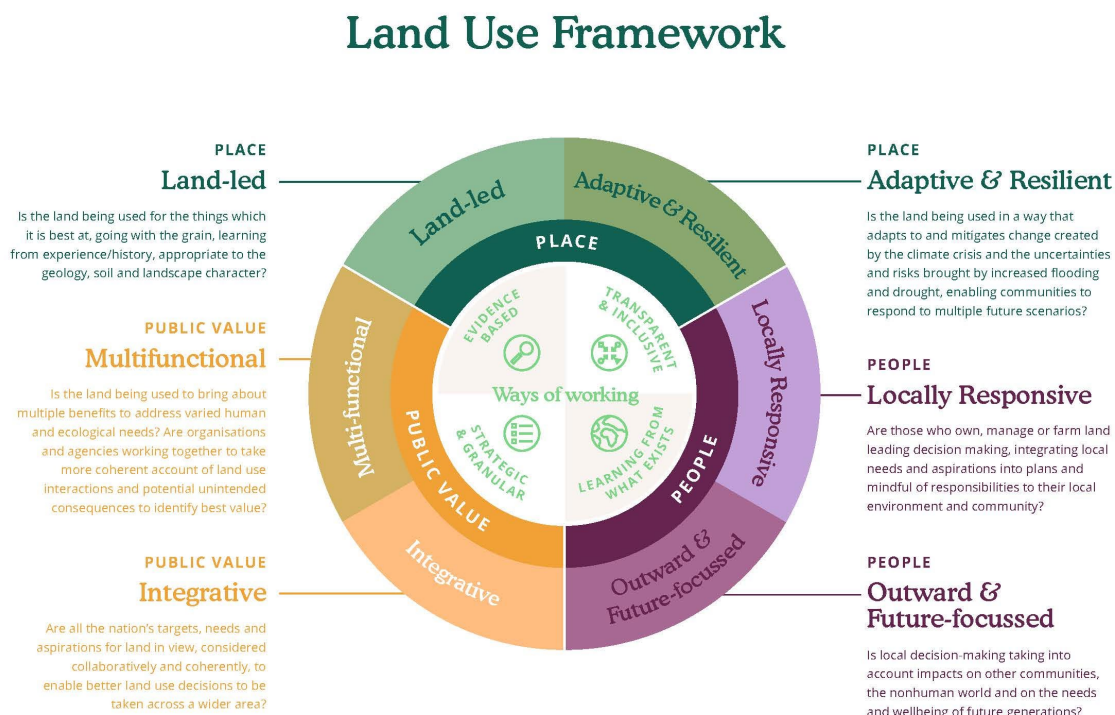 Land Use Framework
PLACE
Land-led
Is the land being used for the things which
it is best at, going with the grain, learning
from experience/history, appropriate to the
geology, soil and landscape character?
PUBLIC VALUE
Multifunctional
Is the land being used to bring about
multiple benefits to address varied human
and ecological needs? Are organisations
and agencies working together to take
more coherent account of land use
interactions and potential unintended
consequences to identify best value?
PUBLIC VALUE
Integrative
Are all the nation's targets, needs and
aspirations for land in view, considered
collaboratively and coherently, to
enable better land use decisions to be
taken across a wider area?
Land-led
Adaptive & Resilient
PLACE
Multi-functional
PUBLIC VALUE
Integrative
Locally Responsive
PEOPLE
Outward &
Future-focussed
EVIDENCE
BASED
TRANSPARENT
& INCLUSIVE
Ways of working
STRATEGIC
& GRANULAR
LEARNING FROM
WHAT EXISTS
PLACE
Adaptive & Resilient
Is the land being used in a way that
adapts to and mitigates change created
by the climate crisis and the uncertainties
and risks brought by increased flooding
and drought, enabling communities to
respond to multiple future scenarios?
PEOPLE
Locally Responsive
Are those who own, manage or farm land
leading decision making, integrating local
needs and aspirations into plans and
mindful of responsibilities to their local
environment and community?
PEOPLE
Outward &
Future-focussed
Is local decision-making taking into
account impacts on other communities,
the nonhuman world and on the needs
and wellbeing of future generations?